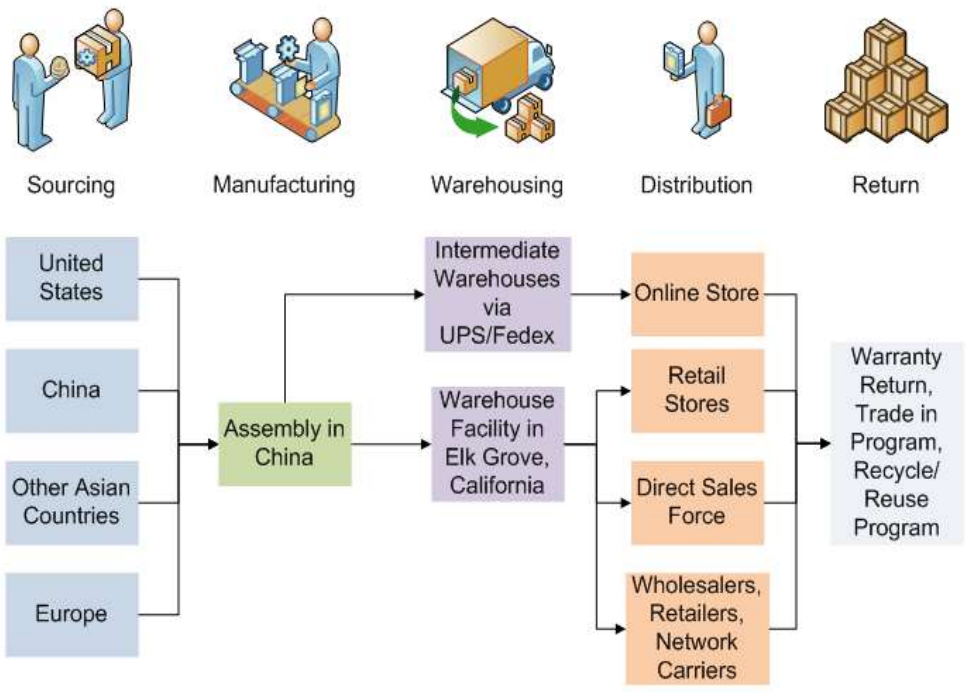 Sourcing
Manufacturing
Warehousing
Distribution
Return
United
States
China
Other Asian
Countries
Europe
Assembly in
China
Intermediate
Warehouses
via
UPS/Fedex
Warehouse
Facility in
Elk Grove,
California
Online Store
Retail
Stores
Direct Sales
Force
Wholesalers,
Retailers,
Network
Carriers
Warranty
Return,
Trade in
Program,
Recycle/
Reuse
Program